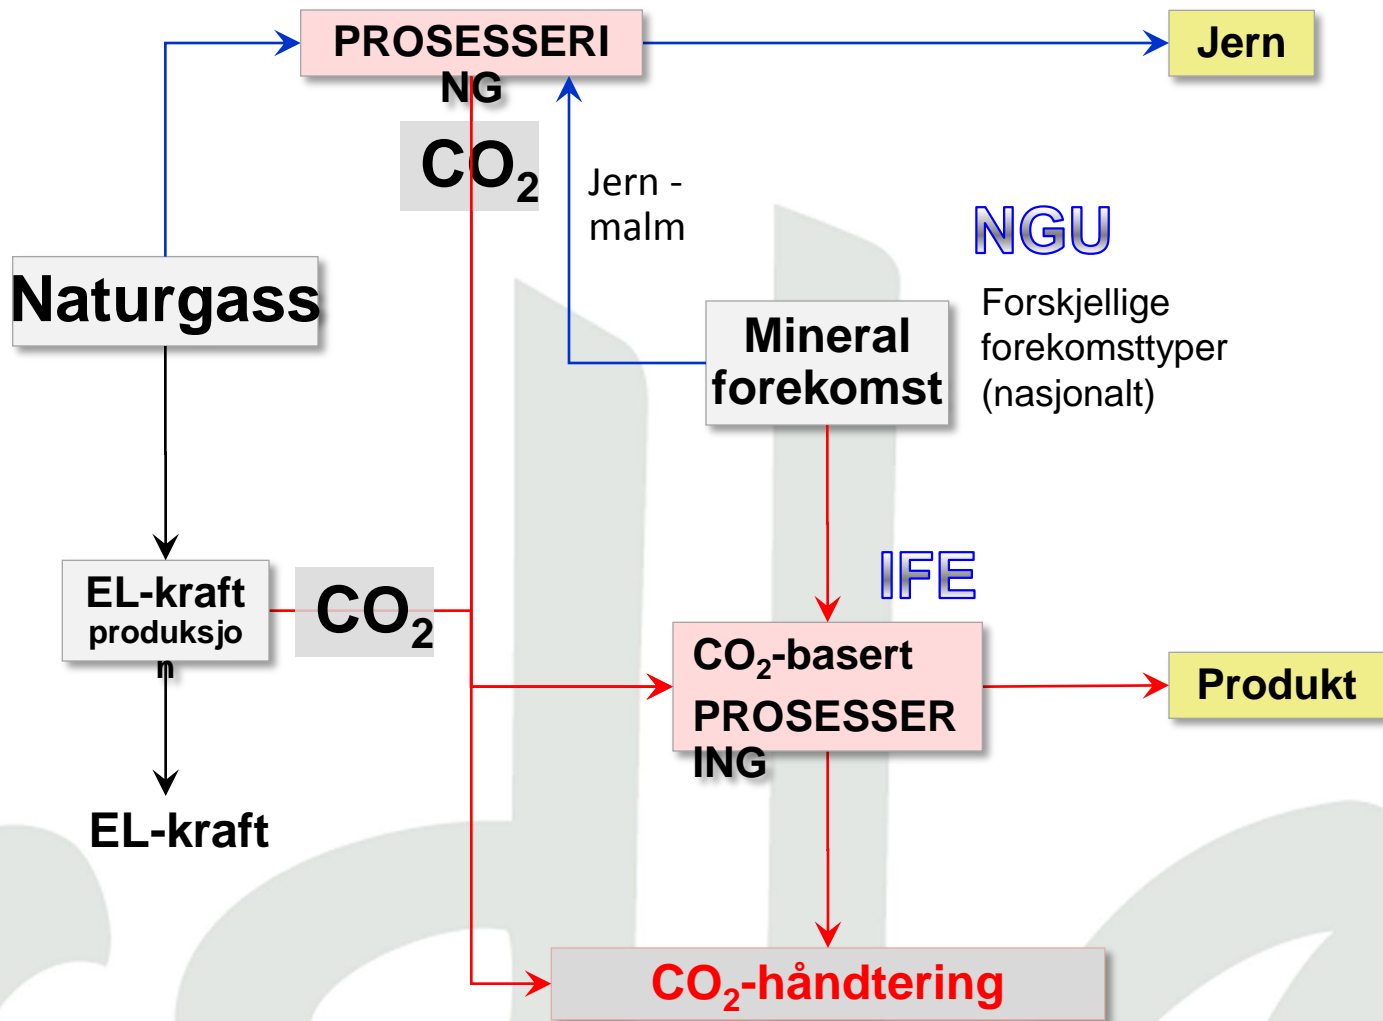 PROSESSERI
NG
Jern
CO₂
Jern -
malm
NGU
Naturgass
Forskjellige
forekomsttyper
(nasjonalt)
Mineral
forekomst
IFE
EL-kraft
produksjo
n
CO₂
CO₂-basert
PROSESSER
ING
Produkt
EL-kraft
CO₂-håndtering